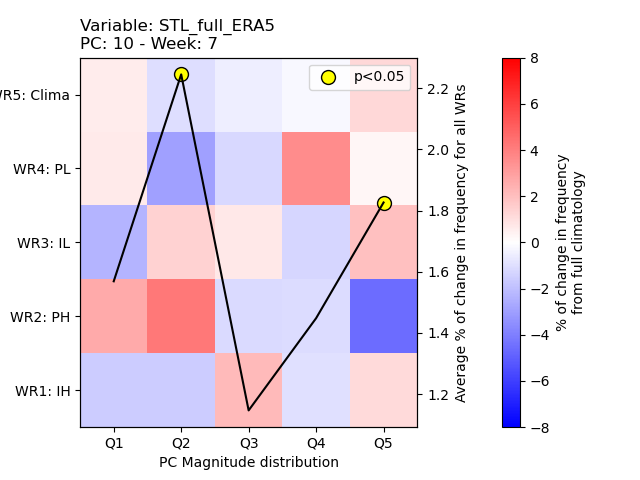 Variable: STL_full_ERA5
PC: 10 - Week: 7
p<0.05
WR5: Clima
WR4: PL
WR3: IL
WR2: PH
WR1: IH
Q1 Q2 Q3 Q4 Q5
PC Magnitude distribution
2.2
2.0
1.8
1.6
1.4
1.2
Average % of change in frequency for all WRs
8
6
4
2
0
−2
−4
−6
−8
% of change in frequency
from full climatology